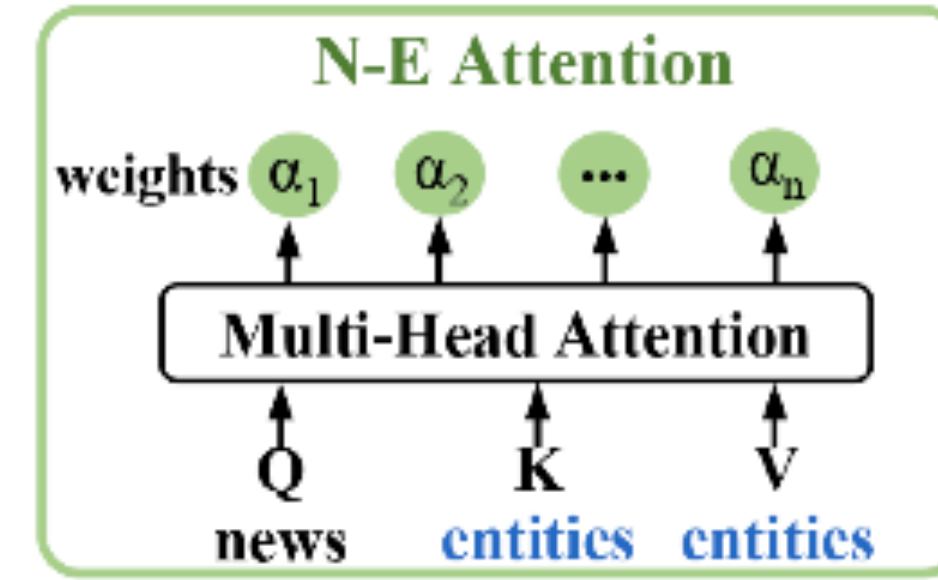 N-E Attention
weights α₁ α₂ ... αₙ
Multi-Head Attention
Q K V
news entities entities